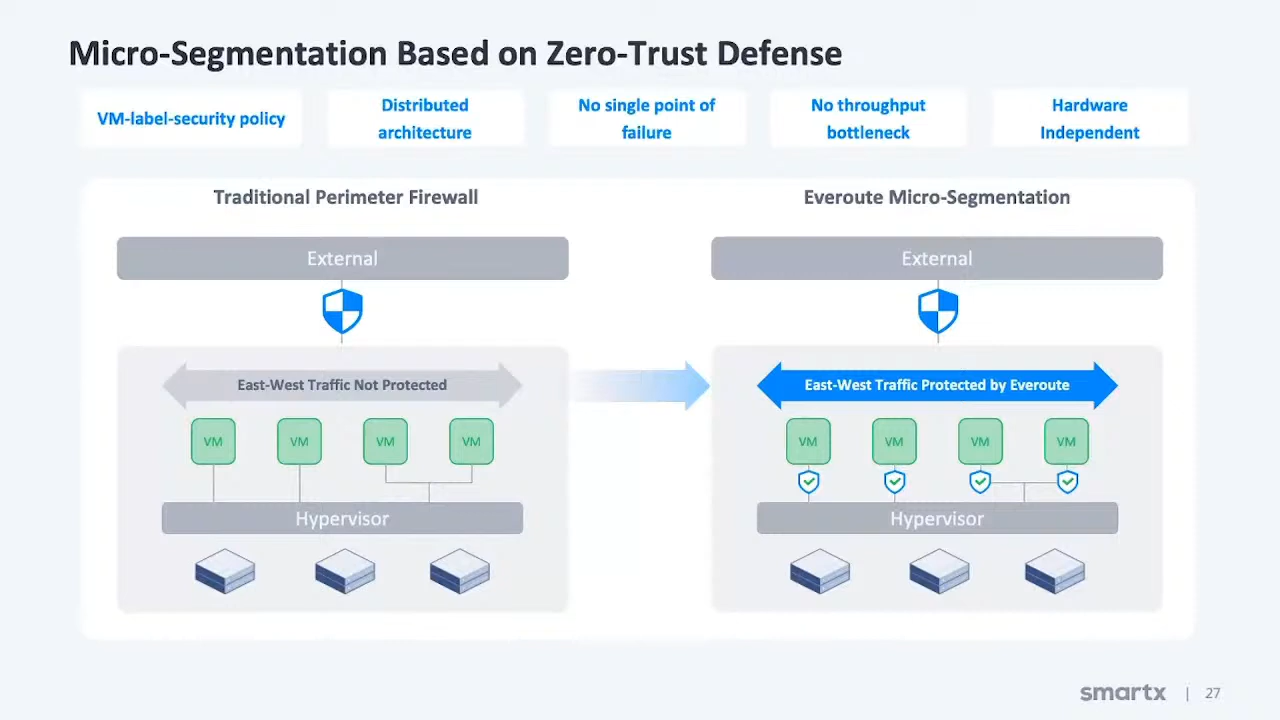 Micro-Segmentation Based on Zero-Trust Defense
VM-label-security policy
Distributed
architecture
No single point of
failure
No throughput
bottleneck
Hardware
Independent
Traditional Perimeter Firewall
External
East-West Traffic Not Protected
VM
VM
VM
VM
Hypervisor
Everoute Micro-Segmentation
External
East-West Traffic Protected by Everoute
VM
VM
VM
VM
Hypervisor
smartx | 27